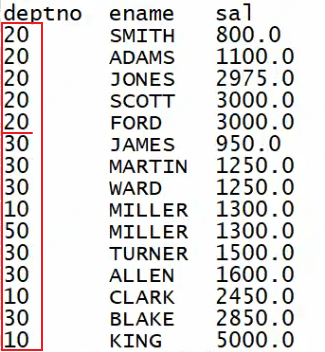 deptno ename sal
20 SMITH 800.0
20 ADAMS 1100.0
20 JONES 2975.0
20 SCOTT 3000.0
20 FORD 3000.0
30 JAMES 950.0
30 MARTIN 1250.0
30 WARD 1250.0
10 MILLER 1300.0
50 MILLER 1300.0
30 TURNER 1500.0
30 ALLEN 1600.0
10 CLARK 2450.0
30 BLAKE 2850.0
10 KING 5000.0